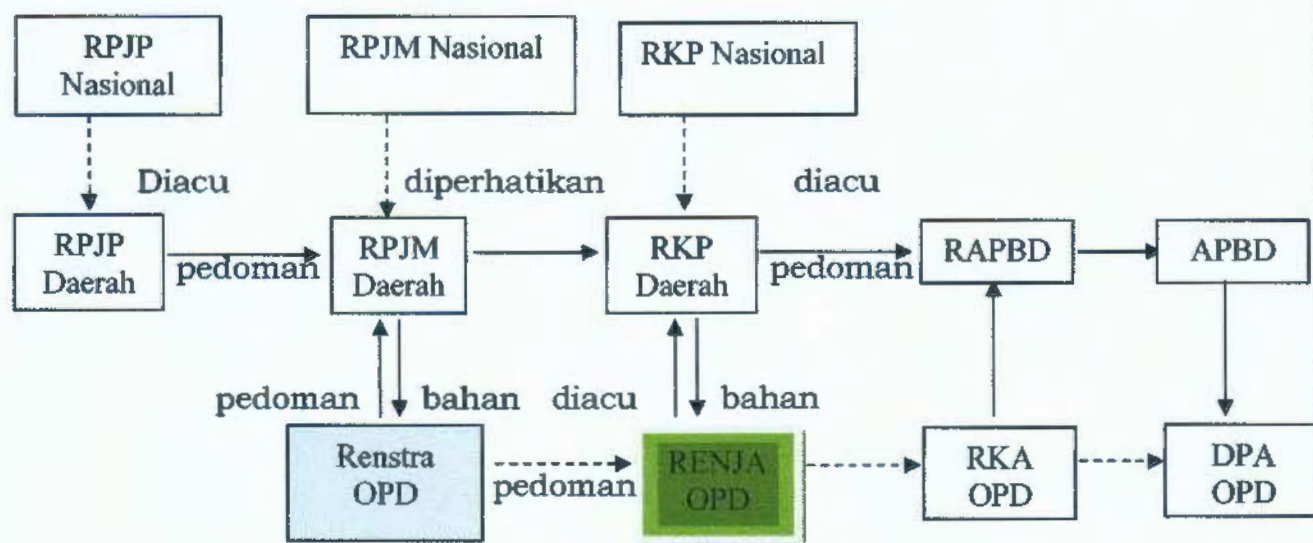 RPJP
Nasional
RPJM Nasional
RKP Nasional
Diacu
diperhatikan
diacu
RPJP
Daerah
pedoman
RPJM
Daerah
RKP
Daerah
pedoman
RAPBD
APBD
pedoman
bahan
diacu
bahan
Renstra
OPD
pedoman
RENJA
OPD
RKA
OPD
DPA
OPD